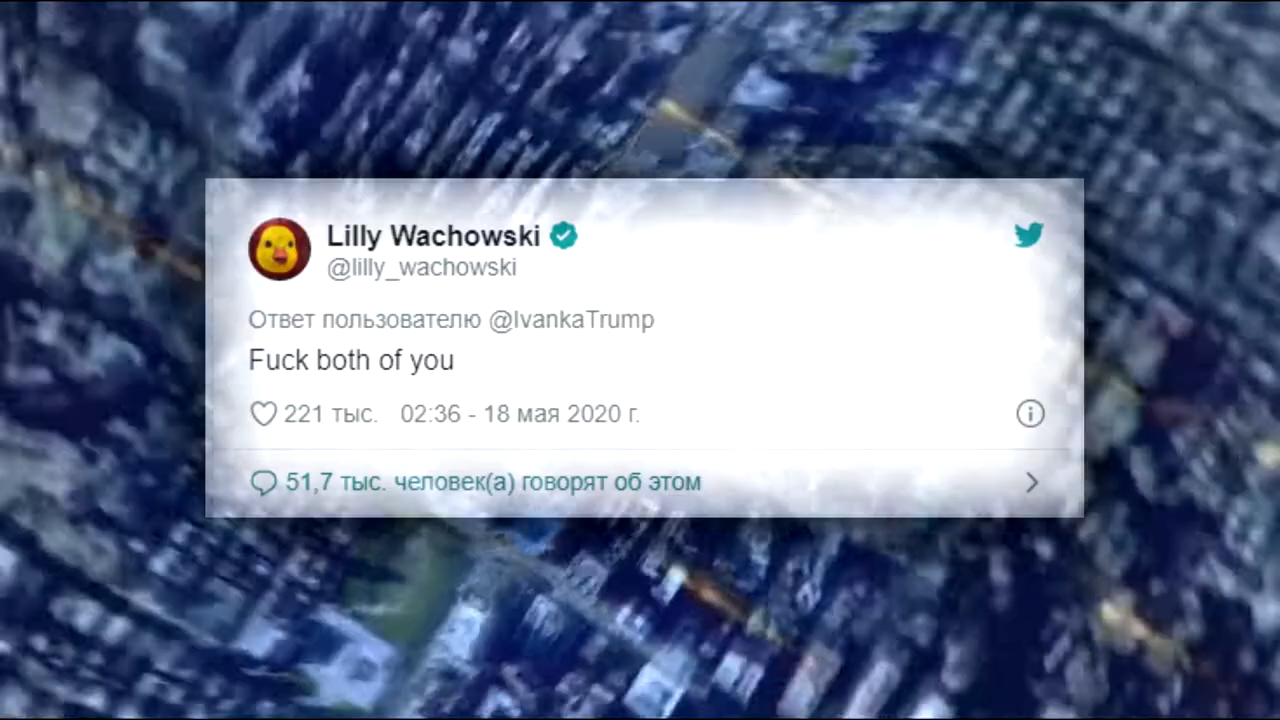 Lilly Wachowski
@lilly_wachowski
Ответ пользователю @IvankaTrump
Fuck both of you
221 тыс. 02:36 - 18 мая 2020 г.
51,7 тыс. человек(а) говорят об этом